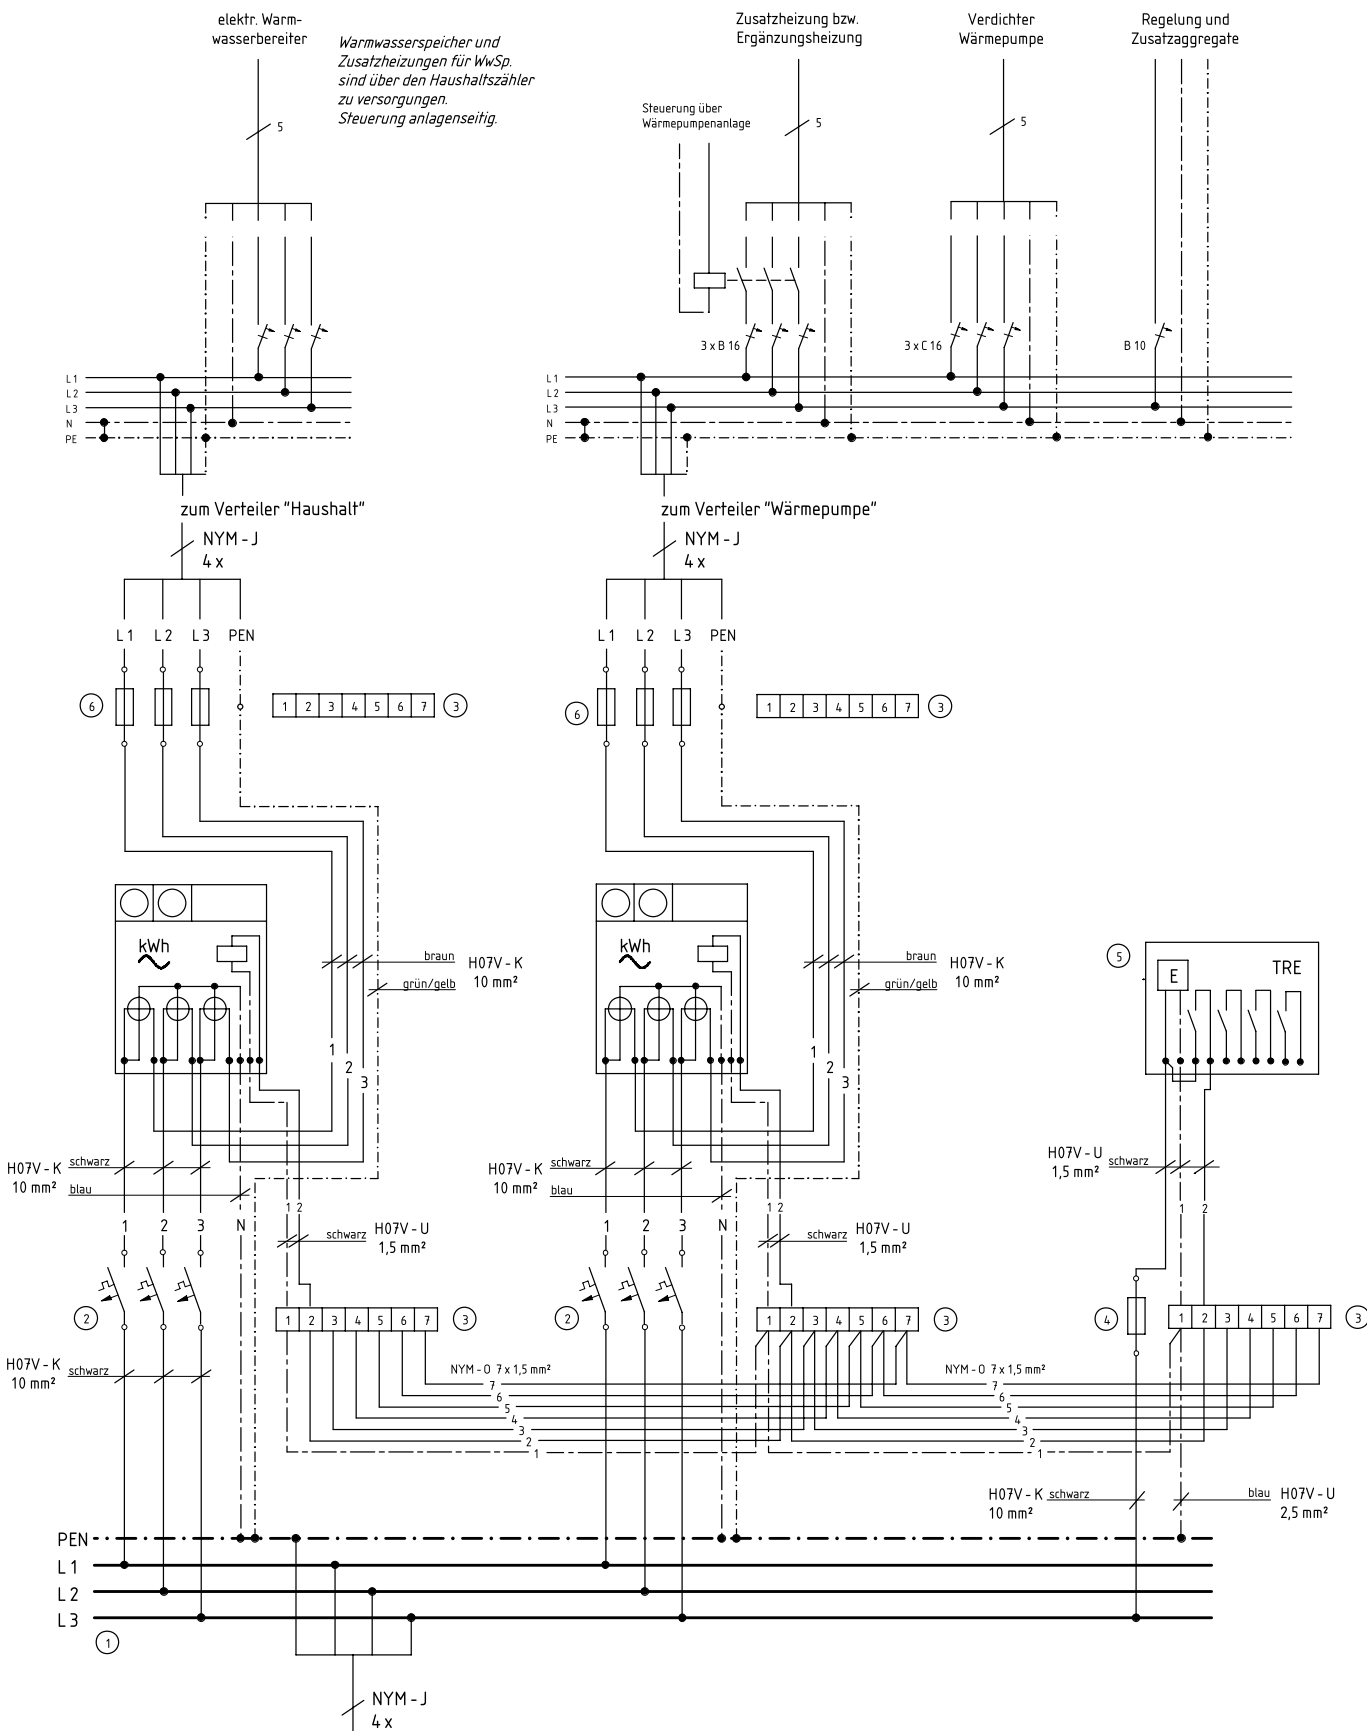 elektr. Warm-
wasserbereiter
Warmwasserspeicher und
Zusatzheizungen für WwSp.
sind über den Haushaltszähler
zu versorgungen.
Steuerung anlagenseitig.
Zusatzheizung bzw.
Ergänzungsheizung
Verdichter
Wärmepumpe
Regelung und
Zusatzaggregate
Steuerung über
Wärmepumpenanlage
5
5
5
3 x B 16
3 x C 16
B 10
L 1
L 2
L 3
N
PE
L 1
L 2
L 3
N
PE
zum Verteiler "Haushalt"
zum Verteiler "Wärmepumpe"
NYM - J
4 x
NYM - J
4 x
L 1 L 2 L 3 PEN
L 1 L 2 L 3 PEN
6
1 2 3 4 5 6 7
3
6
1 2 3 4 5 6 7
3
kWh
braun
grün/gelb
H07V - K
10 mm²
kWh
braun
grün/gelb
H07V - K
10 mm²
5
E
TRE
1
2
3
1
2
3
H07V - K
10 mm²
schwarz
blau
H07V - K
10 mm²
schwarz
blau
H07V - U
1,5 mm²
schwarz
1 2 3 N
1 2
schwarz
H07V - U
1,5 mm²
1 2 3 N
1 2
schwarz
H07V - U
1,5 mm²
1 2
2
1 2 3 4 5 6 7
3
2
1 2 3 4 5 6 7
3
4
1 2 3 4 5 6 7
3
H07V - K
10 mm²
schwarz
NYM - O 7 x 1,5 mm²
7
6
5
4
3
2
1
NYM - O 7 x 1,5 mm²
7
6
5
4
3
2
1
H07V - K
10 mm²
schwarz
blau
H07V - U
2,5 mm²
PEN
L 1
L 2
L 3
1
NYM - J
4 x